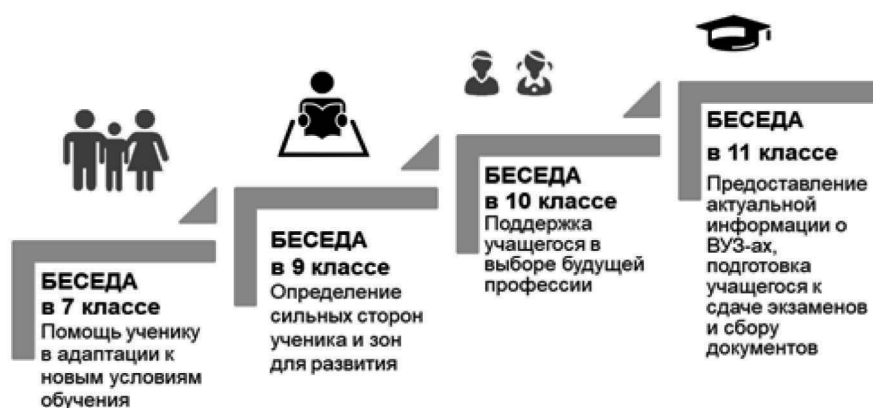 БЕСЕДА
в 7 классе
Помощь ученику
в адаптации к
новым условиям
обучения
БЕСЕДА
в 9 классе
Определение
сильных сторон
ученика и зон
для развития
БЕСЕДА
в 10 классе
Поддержка
учащегося в
выборе будущей
профессии
БЕСЕДА
в 11 классе
Предоставление
актуальной
информации о
ВУЗ-ах,
подготовка
учащегося к
сдаче экзаменов
и сбору
документов